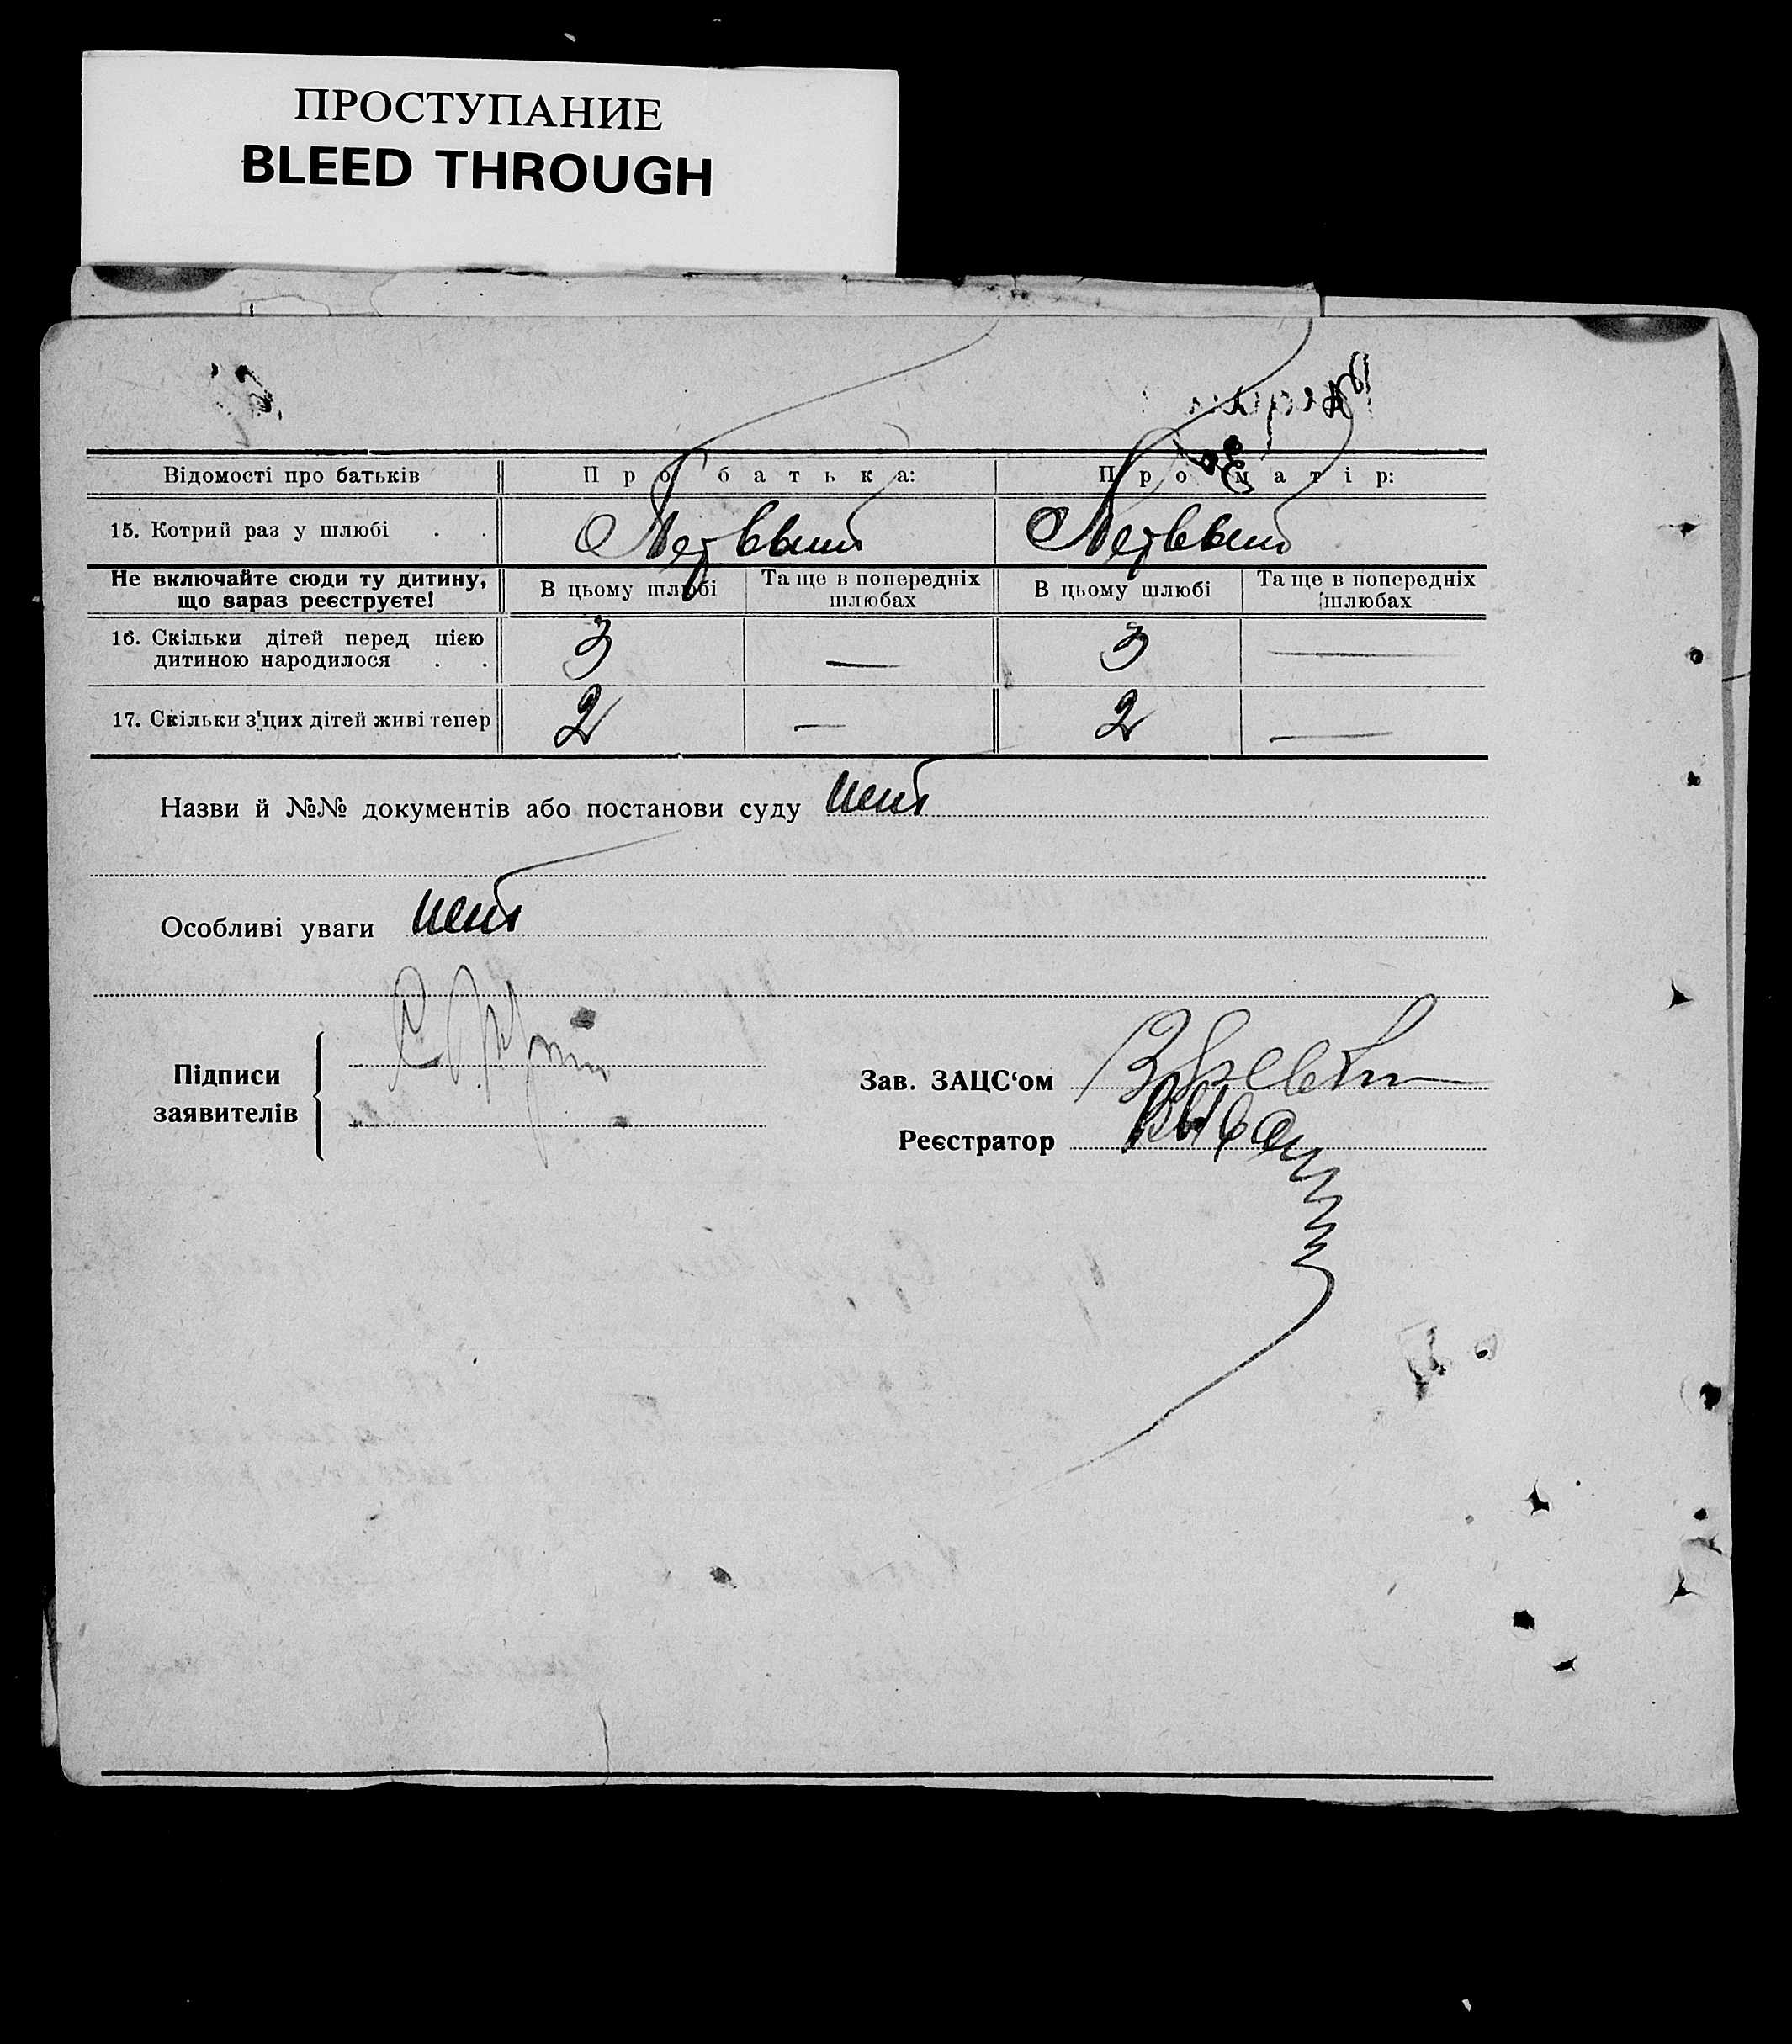 ПРОСТУПАНИЕ
BLEED THROUGH
Відомості про батьків Про батька: Про матір:
15. Котрий раз у шлюбі . . Первый Первый
Не включайте сюди ту дитину, що зараз реєструєте! В цьому шлюбі Та ще в попередніх шлюбах В цьому шлюбі Та ще в попередніх шлюбах
16. Скільки дітей перед цією дитиною народилося . . 3 — 3 —
17. Скільки з'цих дітей живі тепер 2 — 2 —
Назви й №№ документів або постанови суду нет
Особливі уваги нет
Підписи заявителів
Зав. ЗАЦС‘ом
Реєстратор